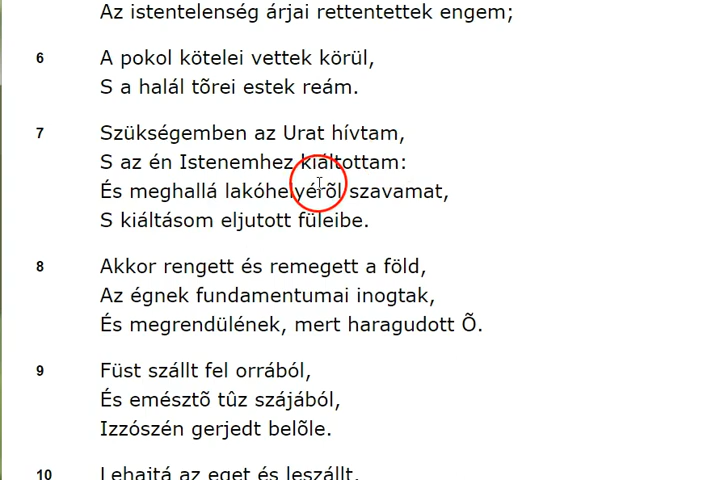 Az istentelenség árjai rettentettek engem;
6 A pokol kötelei vettek körül,
S a halál tõrei estek reám.
7 Szükségemben az Urat hívtam,
S az én Istenemhez kiáltottam:
És meghallá lakóhelyérõl szavamat,
S kiáltásom eljutott füleibe.
8 Akkor rengett és remegett a föld,
Az égnek fundamentumai inogtak,
És megrendülének, mert haragudott Õ.
9 Füst szállt fel orrából,
És emésztõ tûz szájából,
Izzószén gerjedt belõle.
10 Lehajtá az eget és leszállt,